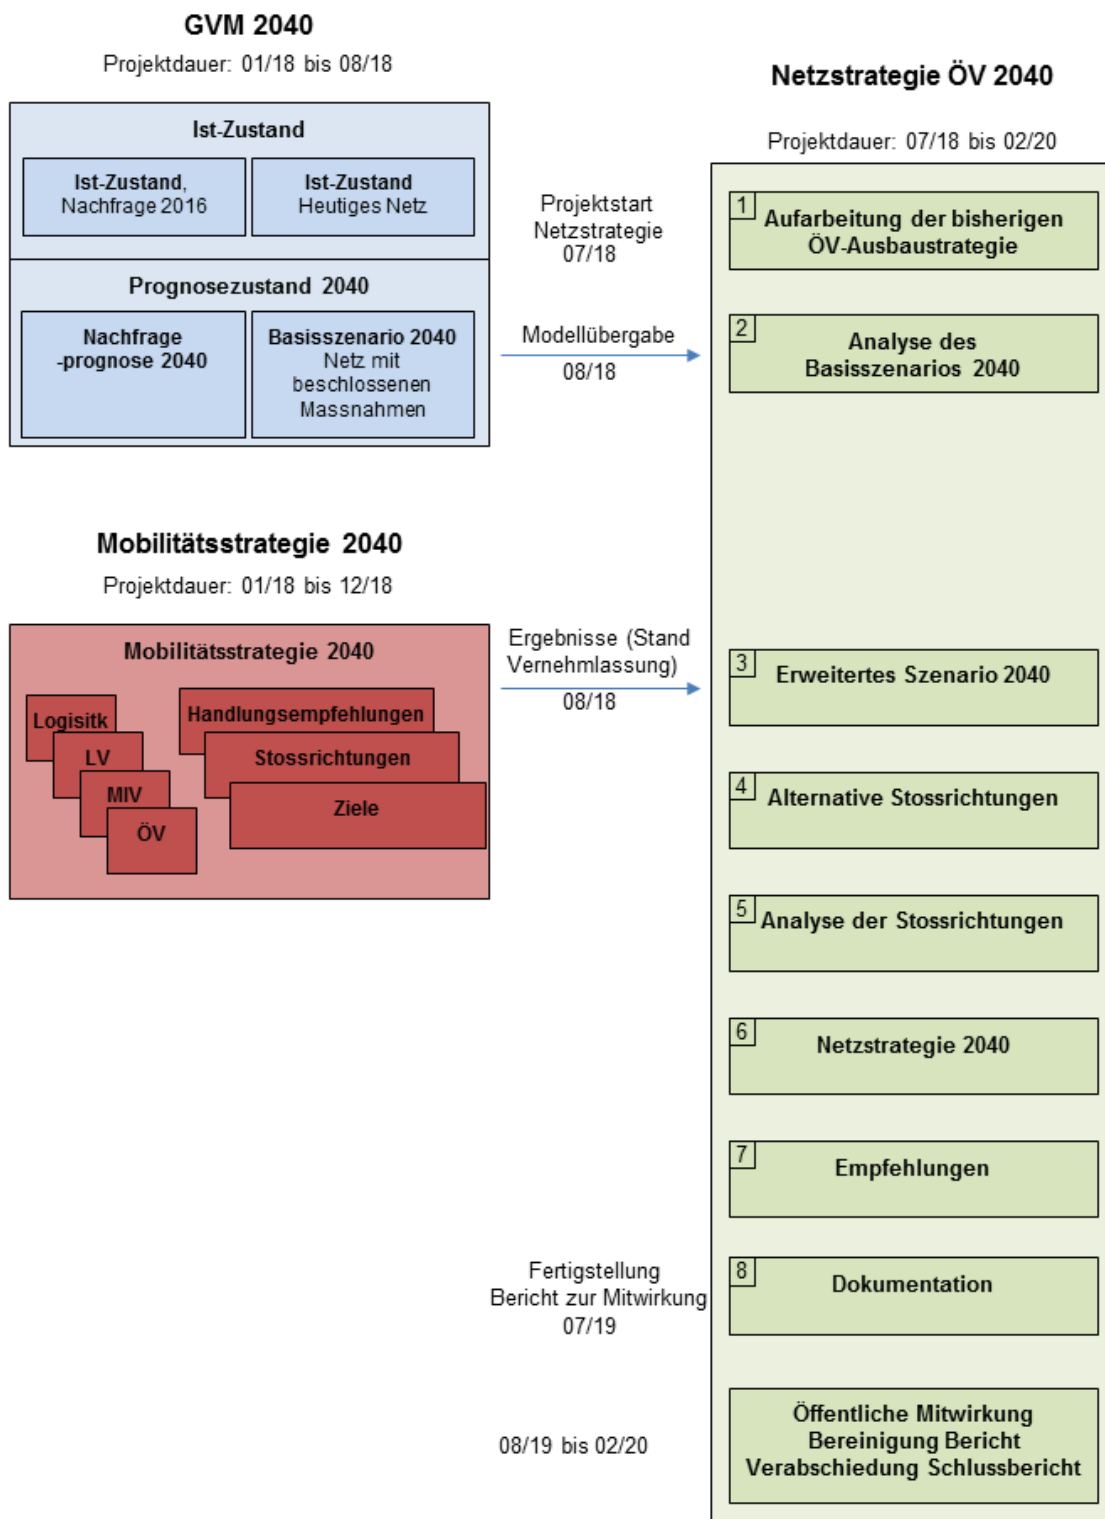 GVM 2040
Projektdauer: 01/18 bis 08/18
Ist-Zustand
Ist-Zustand,
Nachfrage 2016
Ist-Zustand
Heutiges Netz
Prognosezustand 2040
Nachfrage
-prognose 2040
Basisszenario 2040
Netz mit
beschlossenen
Massnahmen
Mobilitätsstrategie 2040
Projektdauer: 01/18 bis 12/18
Mobilitätsstrategie 2040
Logisitk
LV
MIV
ÖV
Handlungsempfehlungen
Stossrichtungen
Ziele
Projektstart
Netzstrategie
07/18
Modellübergabe
08/18
Ergebnisse (Stand
Vernehmlassung)
08/18
Fertigstellung
Bericht zur Mitwirkung
07/19
08/19 bis 02/20
Netzstrategie ÖV 2040
Projektdauer: 07/18 bis 02/20
1
Aufarbeitung der bisherigen
ÖV-Ausbaustrategie
2
Analyse des
Basisszenarios 2040
3
Erweitertes Szenario 2040
4
Alternative Stossrichtungen
5
Analyse der Stossrichtungen
6
Netzstrategie 2040
7
Empfehlungen
8
Dokumentation
Öffentliche Mitwirkung
Bereinigung Bericht
Verabschiedung Schlussbericht